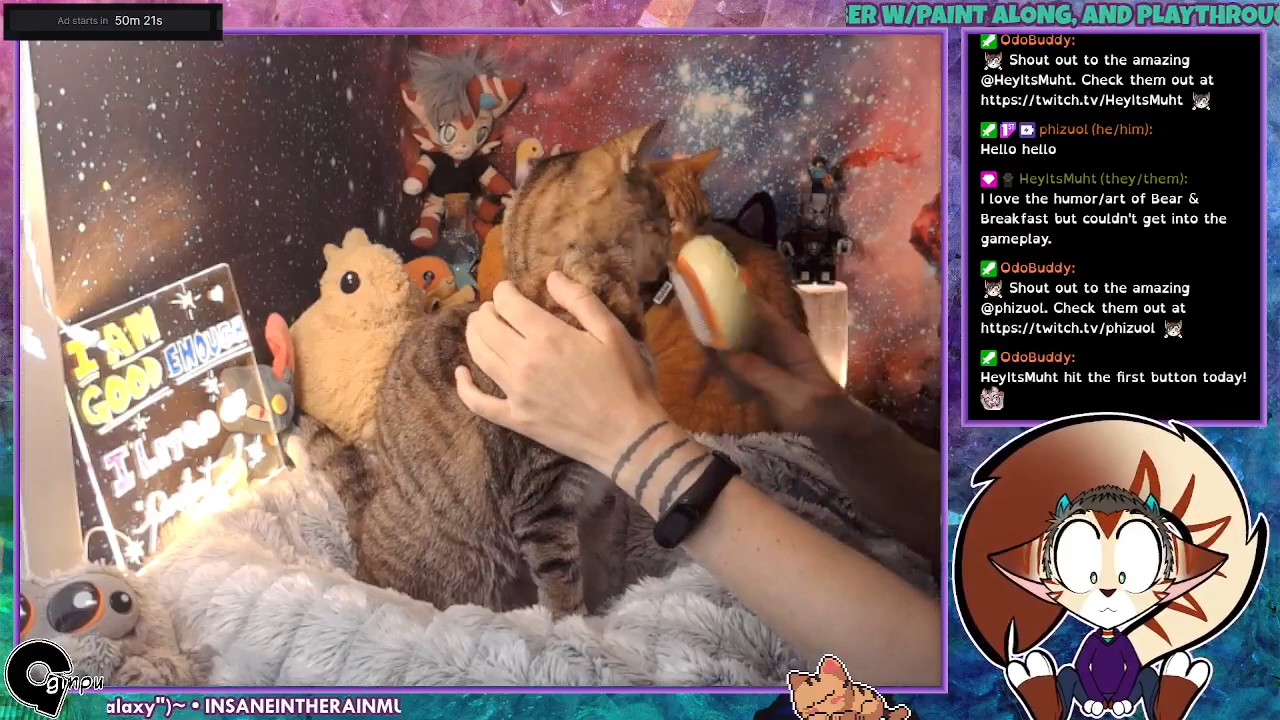 Ad starts in 50m 21s
ER W/PAINT ALONG, AND PLAYTHROU
OdoBuddy:
Shout out to the amazing
@HeyItsMuht. Check them out at
https://twitch.tv/HeyItsMuht
phizuol (he/him):
Hello hello
HeyItsMuht (they/them):
I love the humor/art of Bear &
Breakfast but couldn't get into the
gameplay.
OdoBuddy:
Shout out to the amazing
@phizuol. Check them out at
https://twitch.tv/phizuol
OdoBuddy:
HeyItsMuht hit the first button today!
I AM
GOOD ENOUGH
ginpu
alaxy")~ • INSANEINTHERAINMU